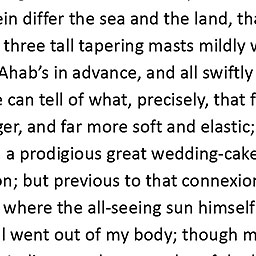 ein differ the sea and the land, tha
three tall tapering masts mildly
Ahab’s in advance, and all swiftly
can tell of what, precisely, that f
ger, and far more soft and elastic;
a prodigious great wedding-cake
on; but previous to that connexion
where the all-seeing sun himself
I went out of my body; though m